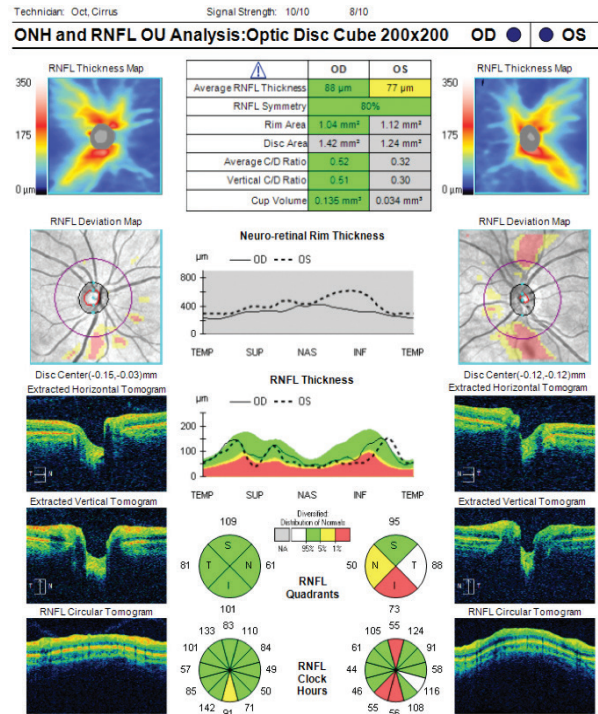 Technician: Oct, Cirrus Signal Strength: 10/10 8/10
ONH and RNFL OU Analysis:Optic Disc Cube 200x200 OD OS
RNFL Thickness Map
350
175
0 µm
OD OS
Average RNFL Thickness 88 µm 77 µm
RNFL Symmetry 80%
Rim Area 1.04 mm² 1.12 mm²
Disc Area 1.42 mm² 1.24 mm²
Average C/D Ratio 0.52 0.32
Vertical C/D Ratio 0.51 0.30
Cup Volume 0.135 mm³ 0.034 mm³
RNFL Thickness Map
350
175
0 µm
RNFL Deviation Map
Disc Center(-0.15,-0.03)mm
Neuro-retinal Rim Thickness
µm OD OS
800
400
0
TEMP SUP NAS INF TEMP
RNFL Deviation Map
Disc Center(-0.12,-0.12)mm
Extracted Horizontal Tomogram
T N
RNFL Thickness
µm OD OS
200
100
0
TEMP SUP NAS INF TEMP
Extracted Horizontal Tomogram
T N
Extracted Vertical Tomogram
Diversified:
Distribution of Normals
NA 95% 5% 1%
Extracted Vertical Tomogram
109
S
81 T N 61
I
101
RNFL
Quadrants
95
S
50 N T 88
I
73
RNFL Circular Tomogram
83
133 110
101 84
57 49
85 50
142 71
91
RNFL
Clock
Hours
55
105 124
61 91
44 58
46 116
55 108
56
RNFL Circular Tomogram